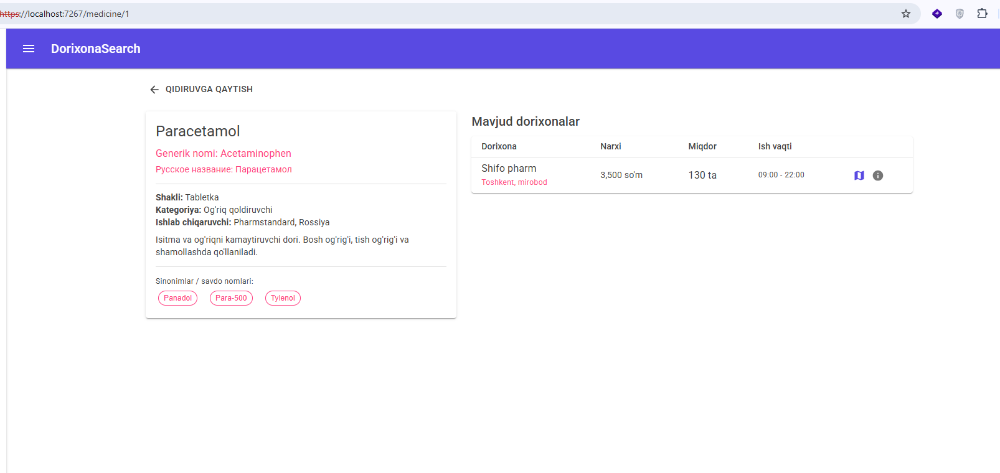 https://localhost:7267/medicine/1
DorixonaSearch
QIDIRUVGA QAYTISH
Paracetamol
Generik nomi: Acetaminophen
Русское название: Парацетамол
Shakli: Tabletka
Kategoriya: Og'riq qoldiruvchi
Ishlab chiqaruvchi: Pharmstandard, Rossiya
Isitma va og'riqni kamaytiruvchi dori. Bosh og'rig'i, tish og'rig'i va
shamollashda qo'llaniladi.
Sinonimlar / savdo nomlari:
Panadol Para-500 Tylenol
Mavjud dorixonalar
Dorixona Narxi Miqdor Ish vaqti
Shifo pharm 3,500 so'm 130 ta 09:00 - 22:00
Toshkent, mirobod